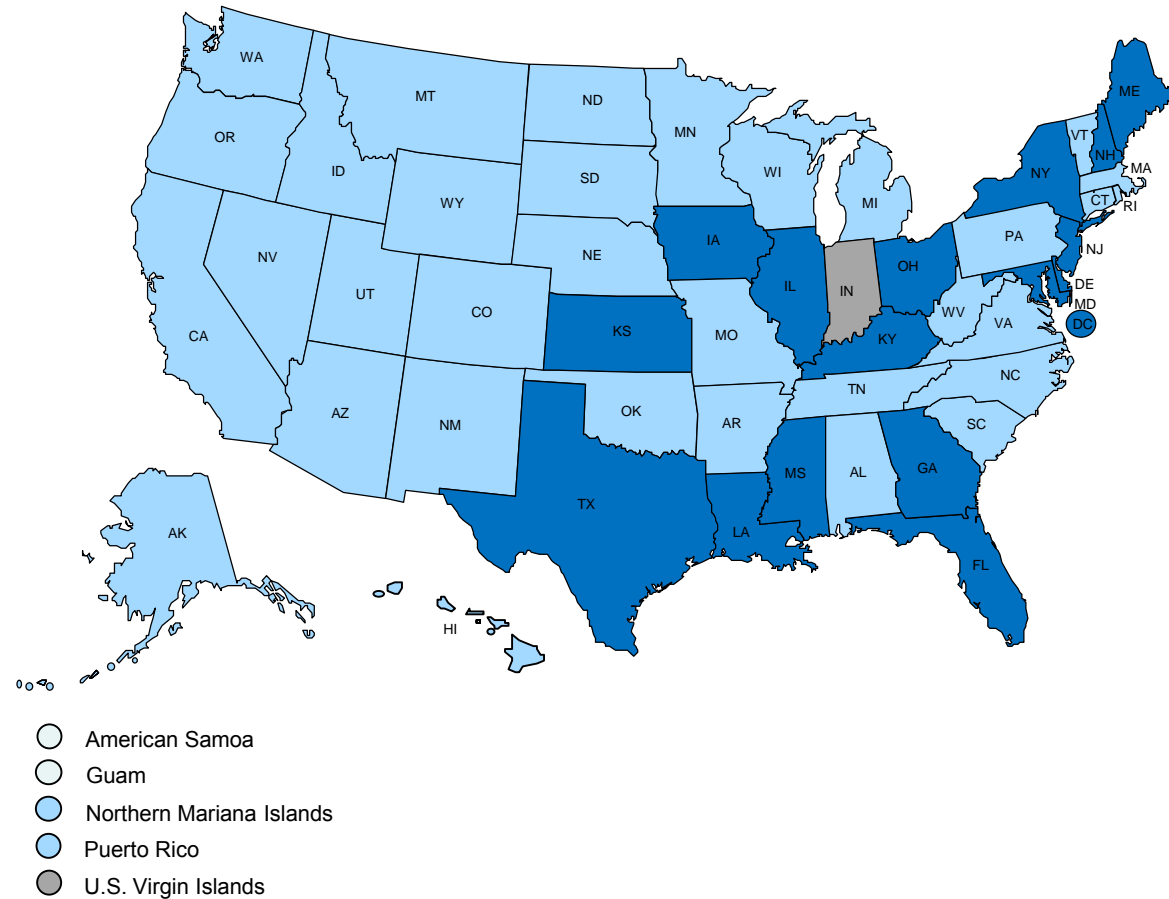 WA
MT
ND
MN
ME
VT
NH
OR
ID
SD
WI
NY
MA
WY
MI
CT
RI
IA
PA
NJ
NV
NE
OH
UT
IL
IN
DE
CO
MD
CA
KS
MO
WV
VA
DC
KY
NC
AZ
OK
TN
NM
AR
SC
MS
AL
GA
TX
AK
LA
FL
HI
American Samoa
Guam
Northern Mariana Islands
Puerto Rico
U.S. Virgin Islands